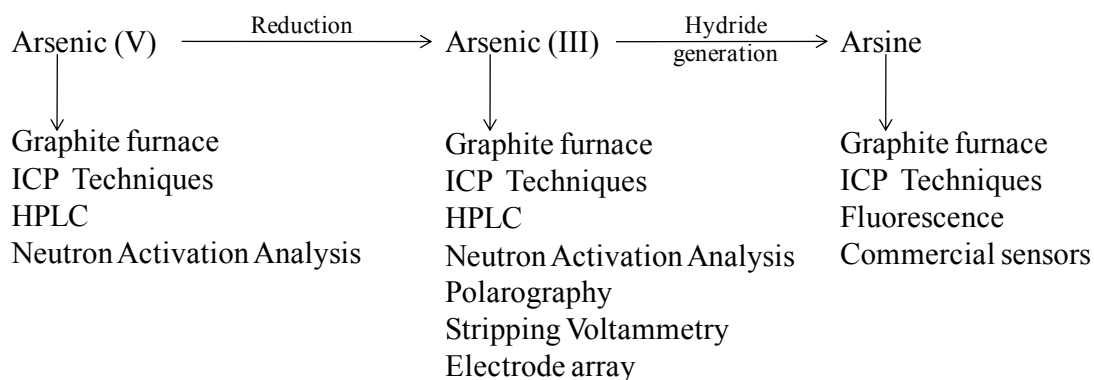 Arsenic (V)
Reduction
Arsenic (III)
Hydride
generation
Arsine
Graphite furnace
ICP Techniques
HPLC
Neutron Activation Analysis
Graphite furnace
ICP Techniques
HPLC
Neutron Activation Analysis
Polarography
Stripping Voltammetry
Electrode array
Graphite furnace
ICP Techniques
Fluorescence
Commercial sensors